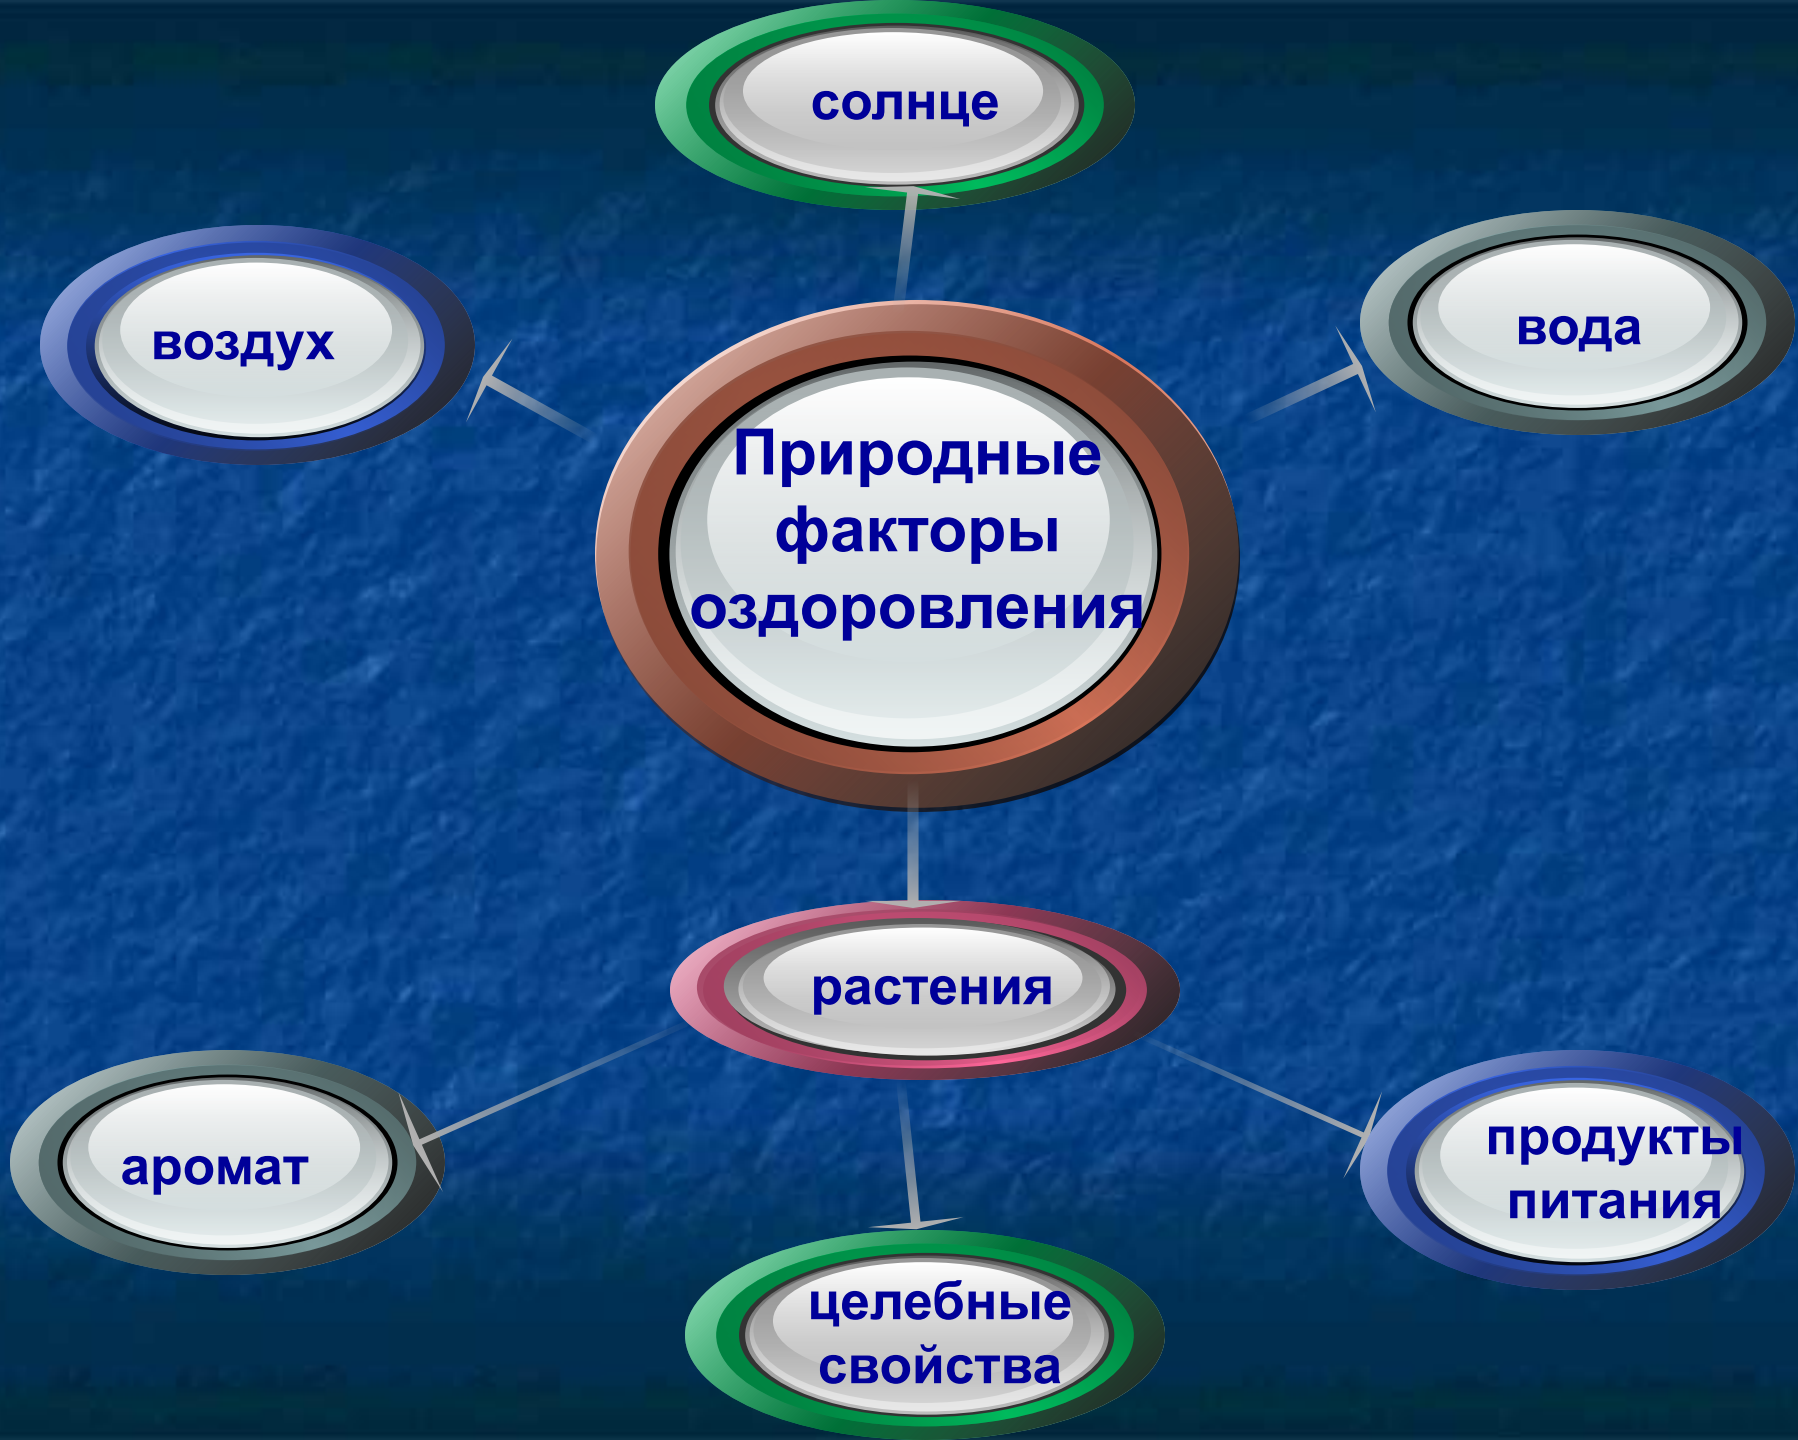 солнце
воздух
вода
Природные
факторы
оздоровления
растения
аромат
продукты
питания
целебные
свойства